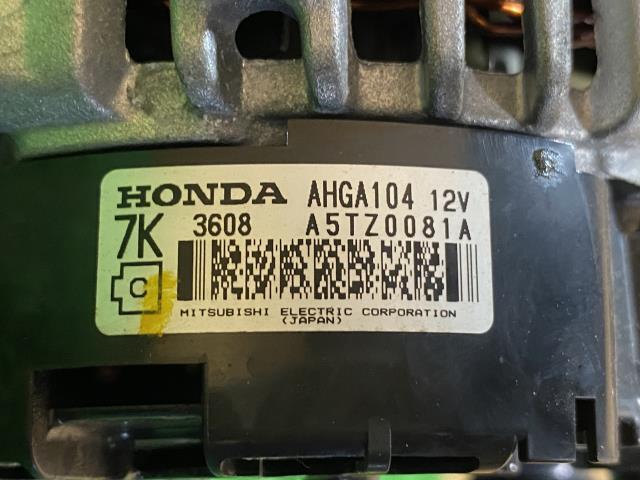 HONDA AHGA104 12V
7K 3608 A5TZ0081A
C
MITSUBISHI ELECTRIC CORPORATION
(JAPAN)